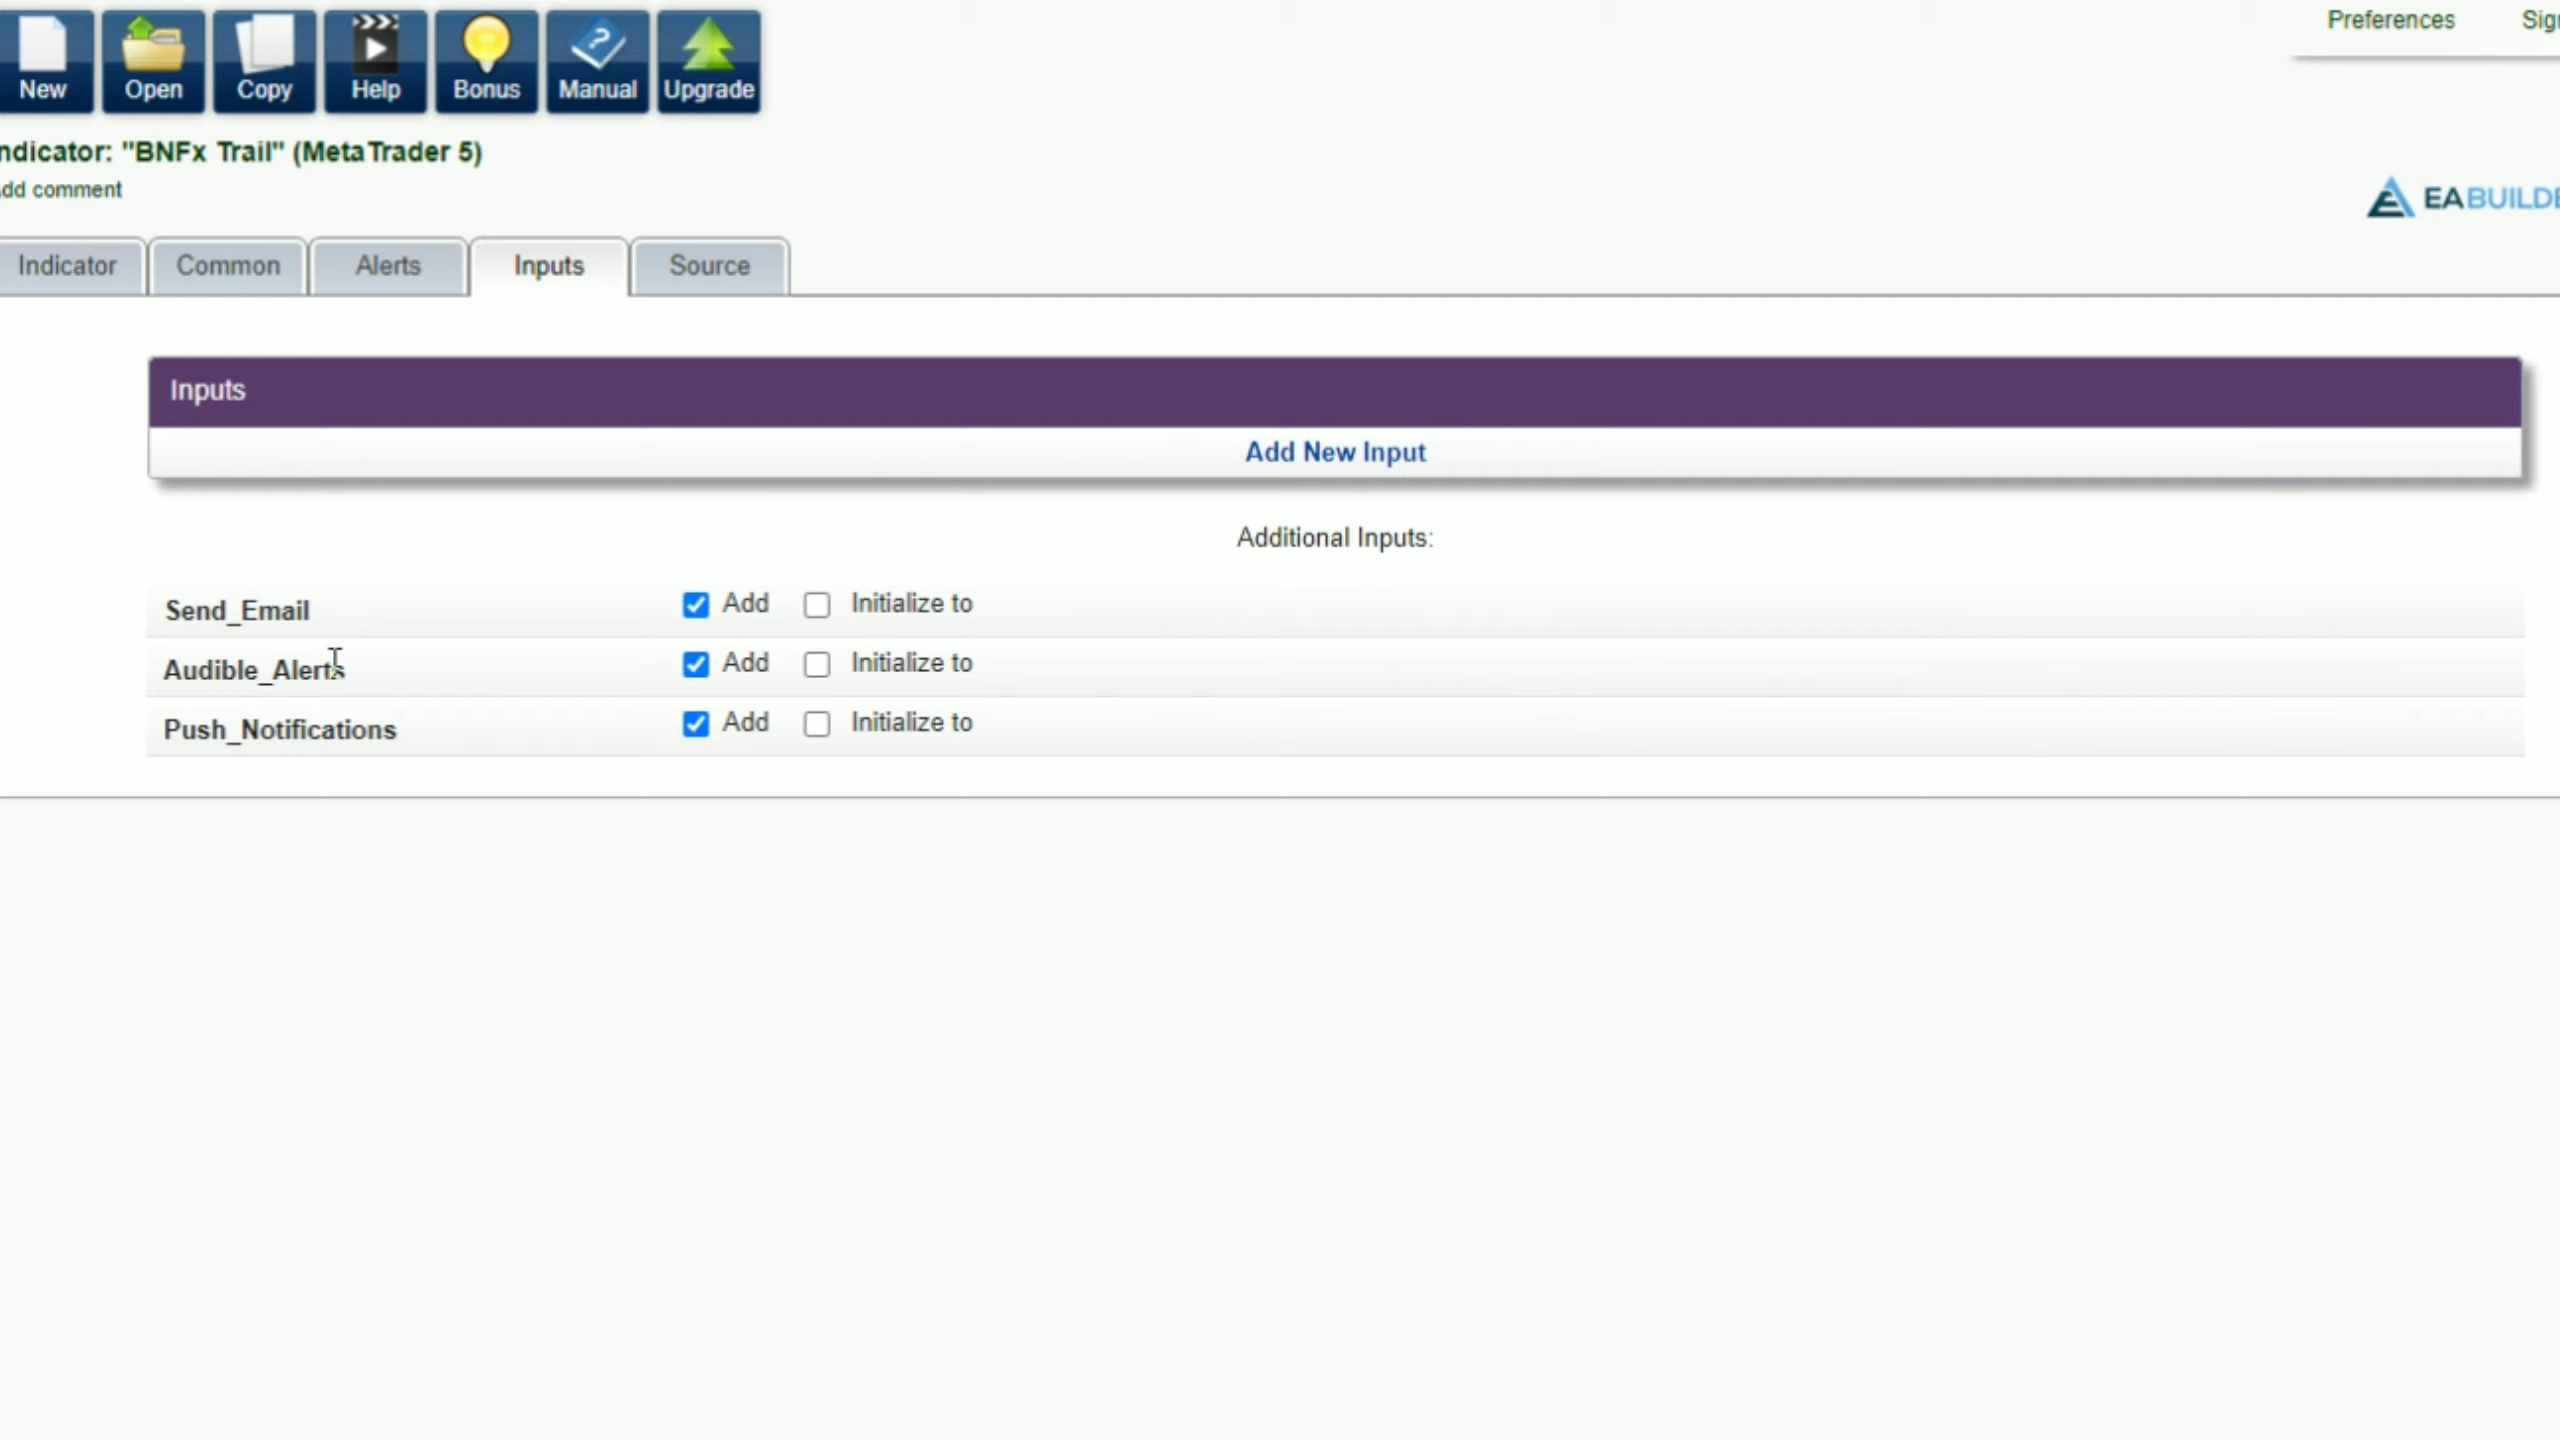 New Open Copy Help Bonus Manual Upgrade
Preferences
ndicator: "BNFx Trail" (MetaTrader 5)
dd comment
EABUILDE
Indicator Common Alerts Inputs Source
Inputs
Add New Input
Additional Inputs:
Send_Email Add Initialize to
Audible_Alerts Add Initialize to
Push_Notifications Add Initialize to